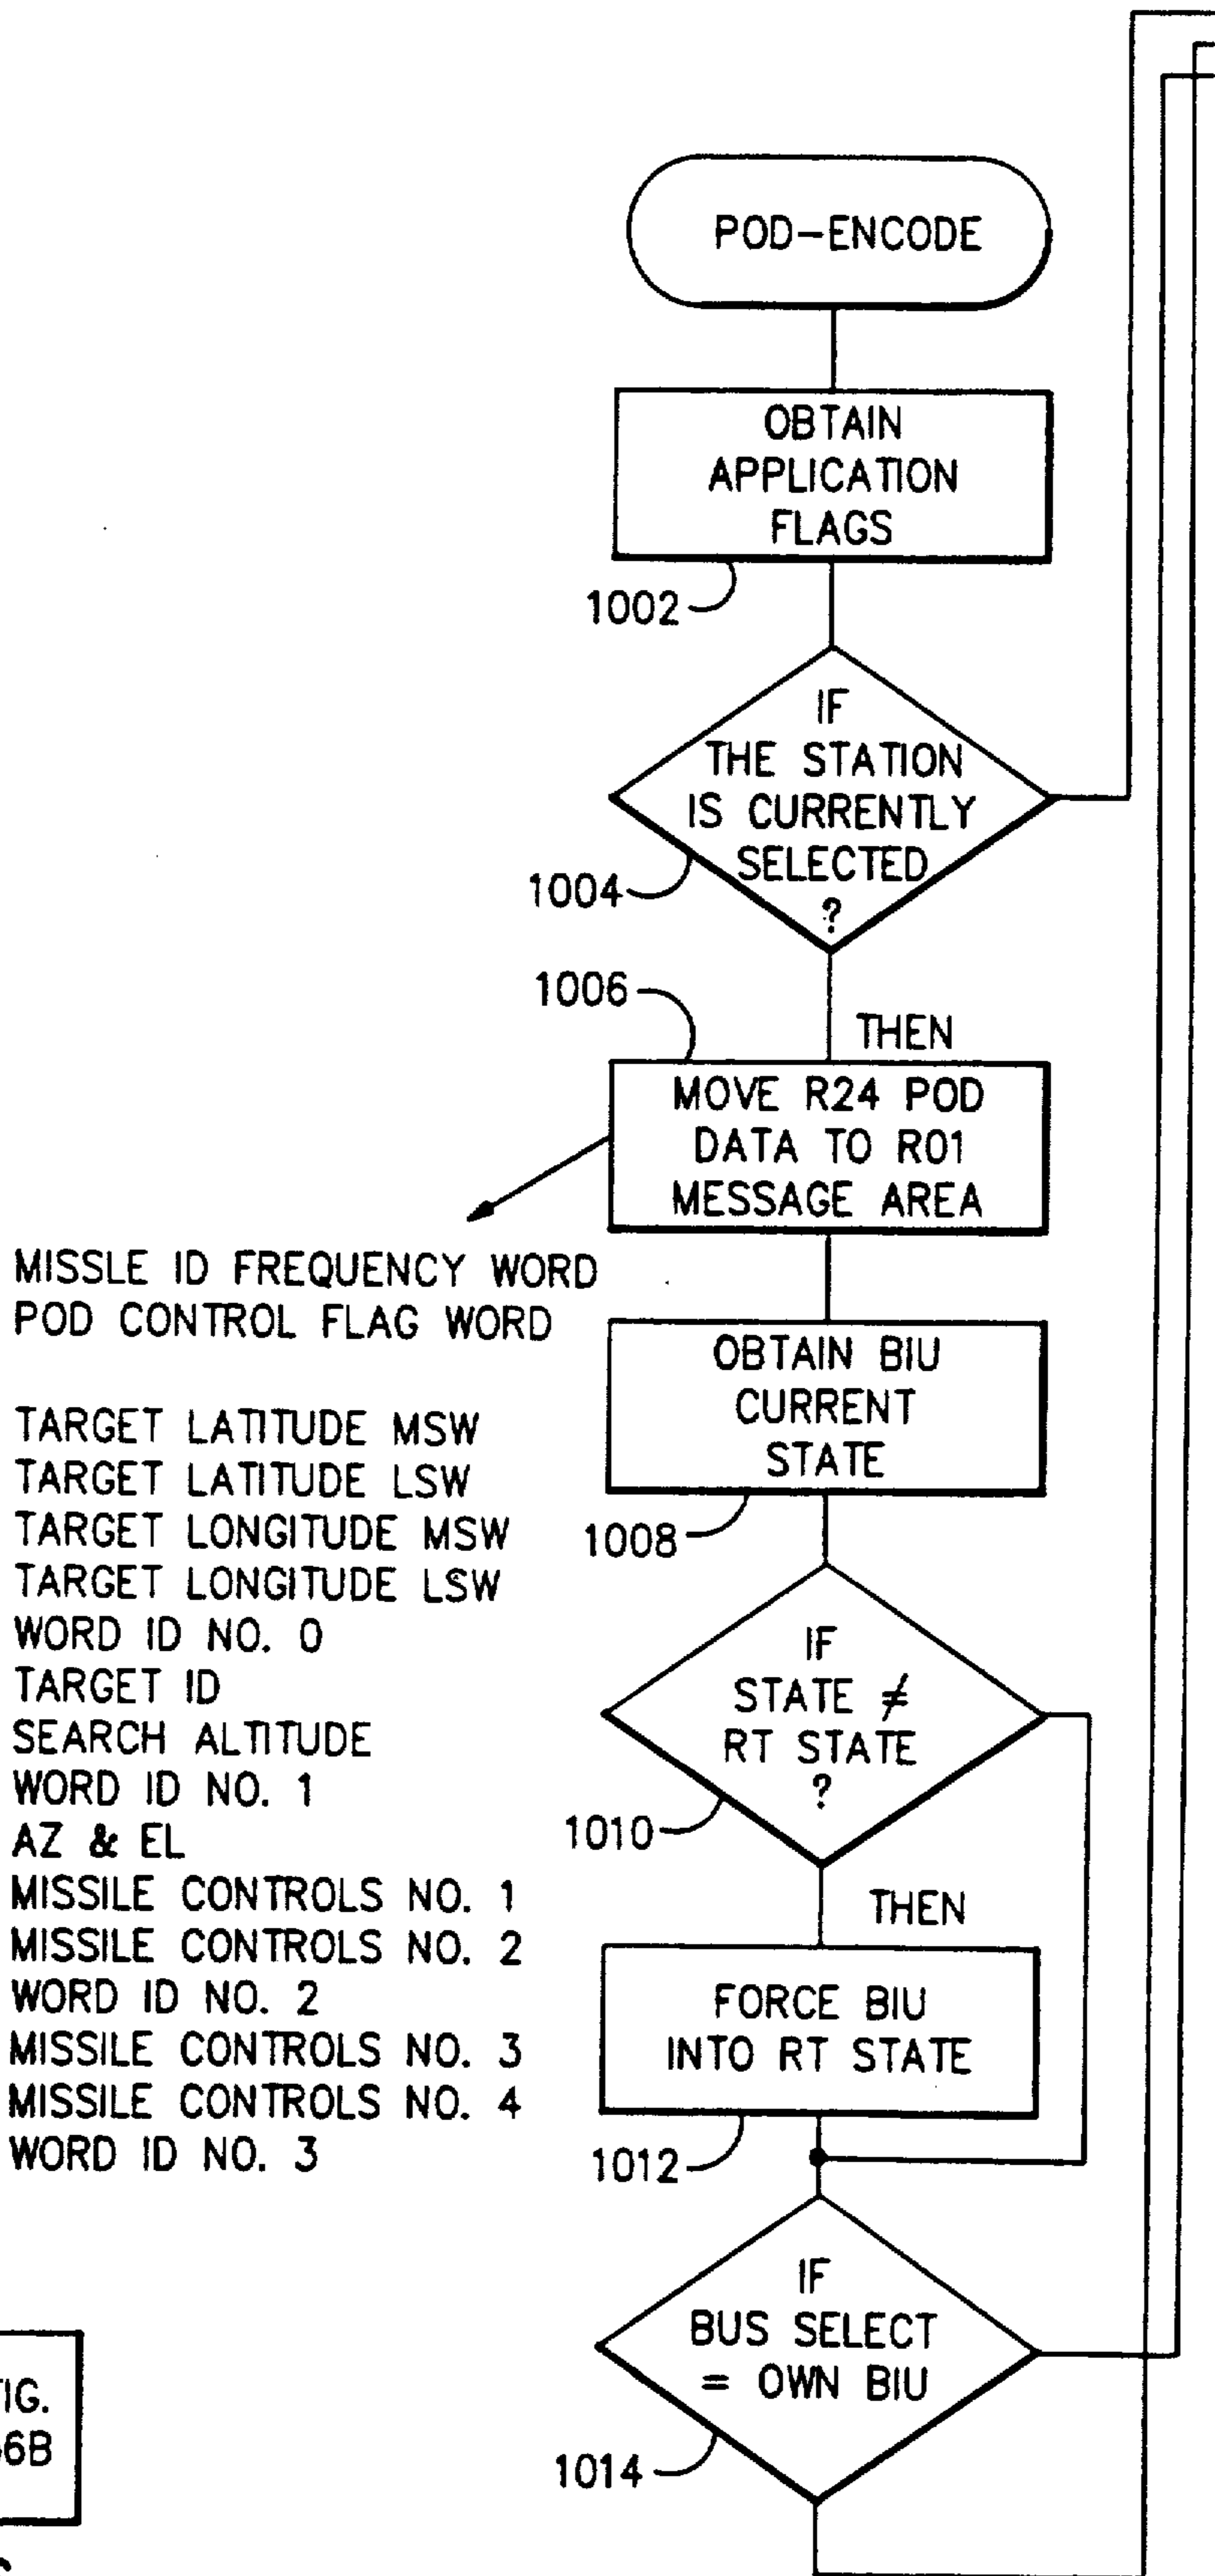 POD-ENCODE
OBTAIN
APPLICATION
FLAGS
1002
IF
THE STATION
IS CURRENTLY
SELECTED
?
1004
1006
THEN
MOVE R24 POD
DATA TO R01
MESSAGE AREA
MISSLE ID FREQUENCY WORD
POD CONTROL FLAG WORD
TARGET LATITUDE MSW
TARGET LATITUDE LSW
TARGET LONGITUDE MSW
TARGET LONGITUDE LSW
WORD ID NO. 0
TARGET ID
SEARCH ALTITUDE
WORD ID NO. 1
AZ & EL
MISSILE CONTROLS NO. 1
MISSILE CONTROLS NO. 2
WORD ID NO. 2
MISSILE CONTROLS NO. 3
MISSILE CONTROLS NO. 4
WORD ID NO. 3
OBTAIN BIU
CURRENT
STATE
1008
IF
STATE ≠
RT STATE
?
1010
THEN
FORCE BIU
INTO RT STATE
1012
IF
BUS SELECT
= OWN BIU
1014